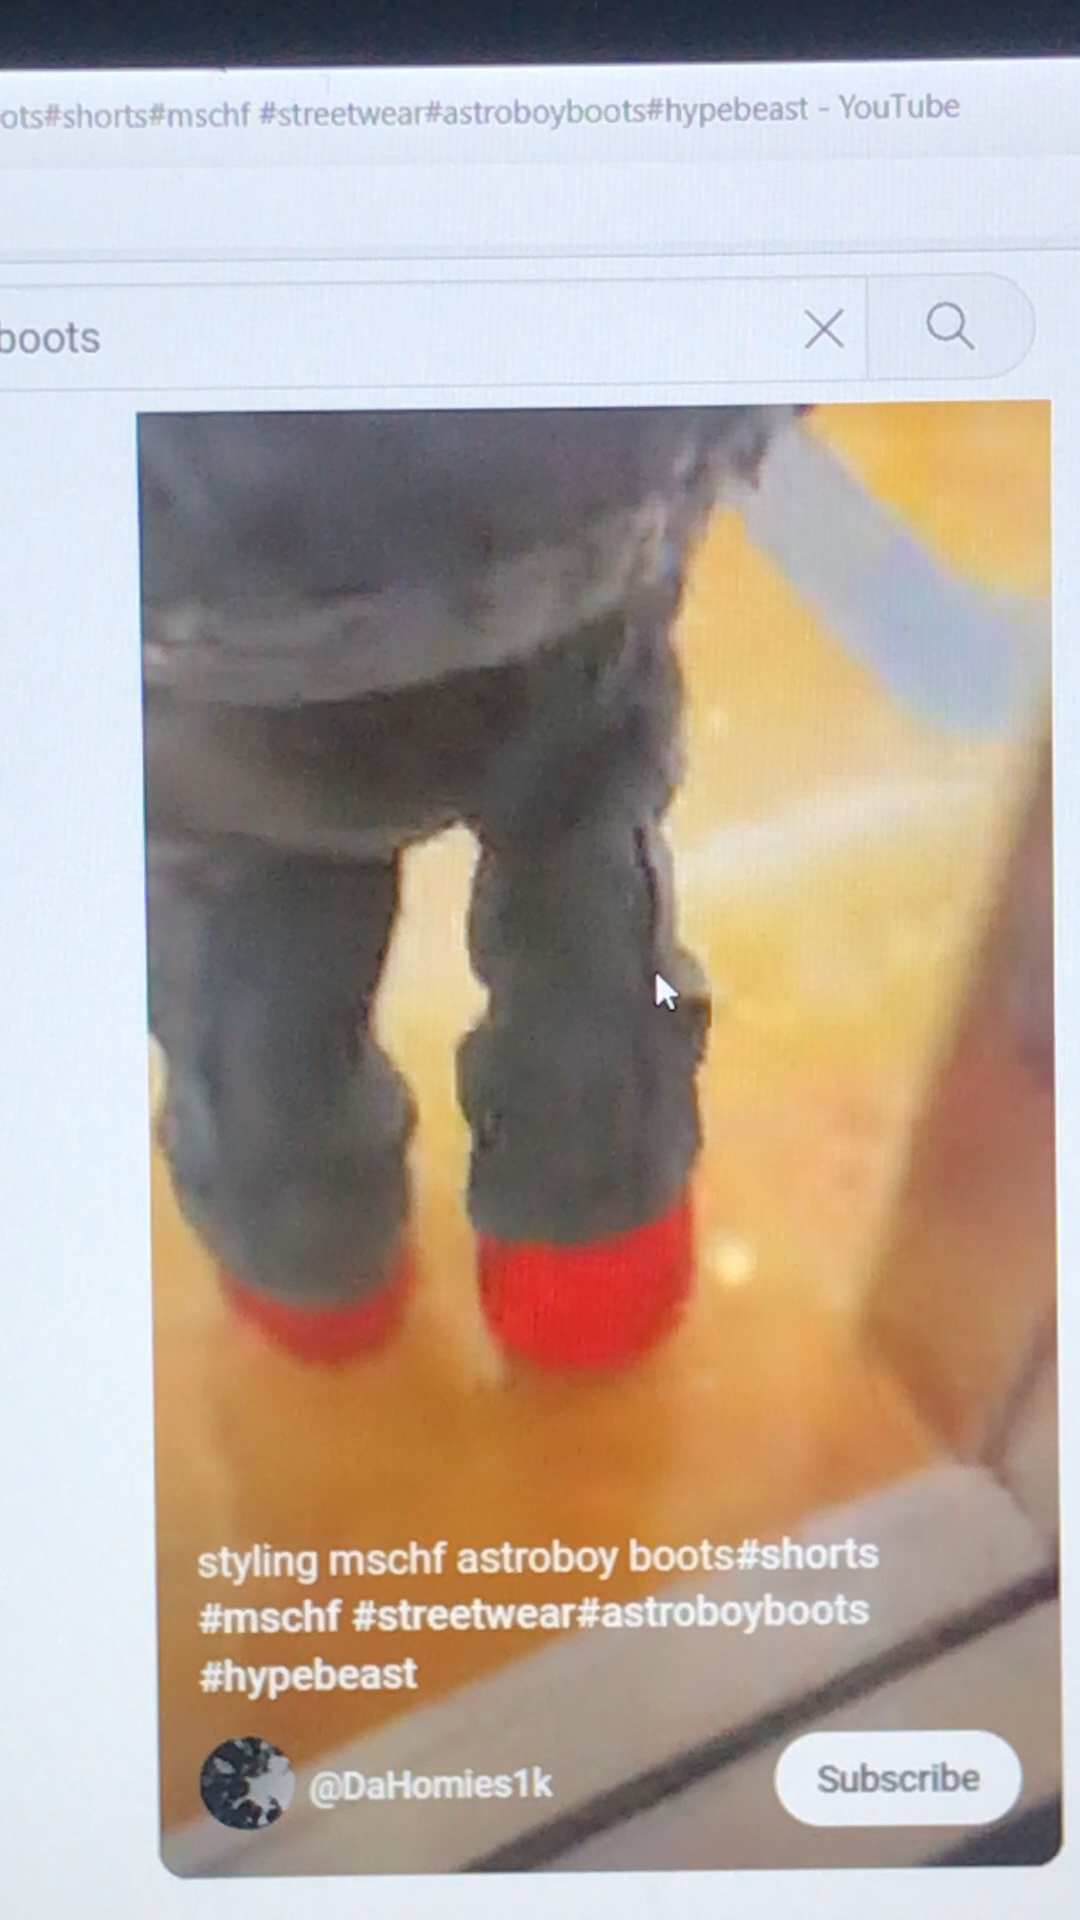 ots#shorts#mschf #streetwear#astroboyboots#hypebeast - YouTube
boots
styling mschf astroboy boots#shorts
#mschf #streetwear#astroboyboots
#hypebeast
@DaHomies1k
Subscribe